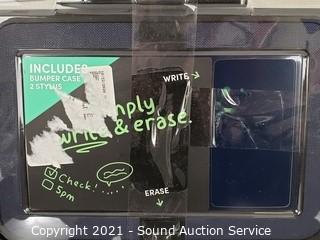 INCLUDES
BUMPER CASE
2 STYLUS
WRITE
mply
write & erase.
Check!
5pm
ERASE
Copyright © 2021 - Sound Auction Service